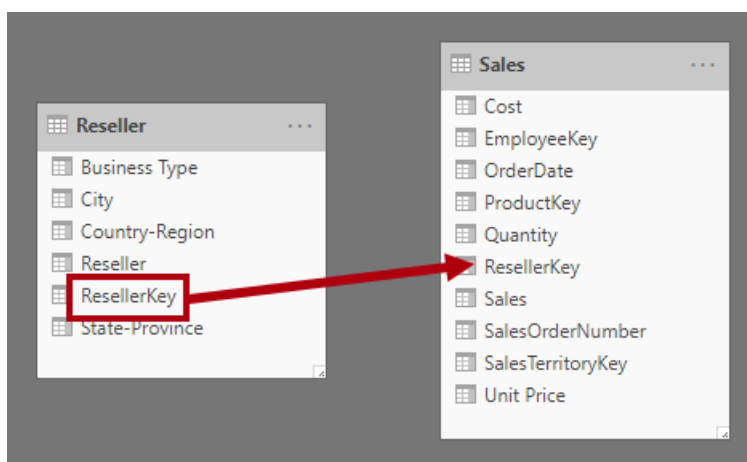 Reseller
Business Type
City
Country-Region
Reseller
ResellerKey
State-Province
Sales
Cost
EmployeeKey
OrderDate
ProductKey
Quantity
ResellerKey
Sales
SalesOrderNumber
SalesTerritoryKey
Unit Price